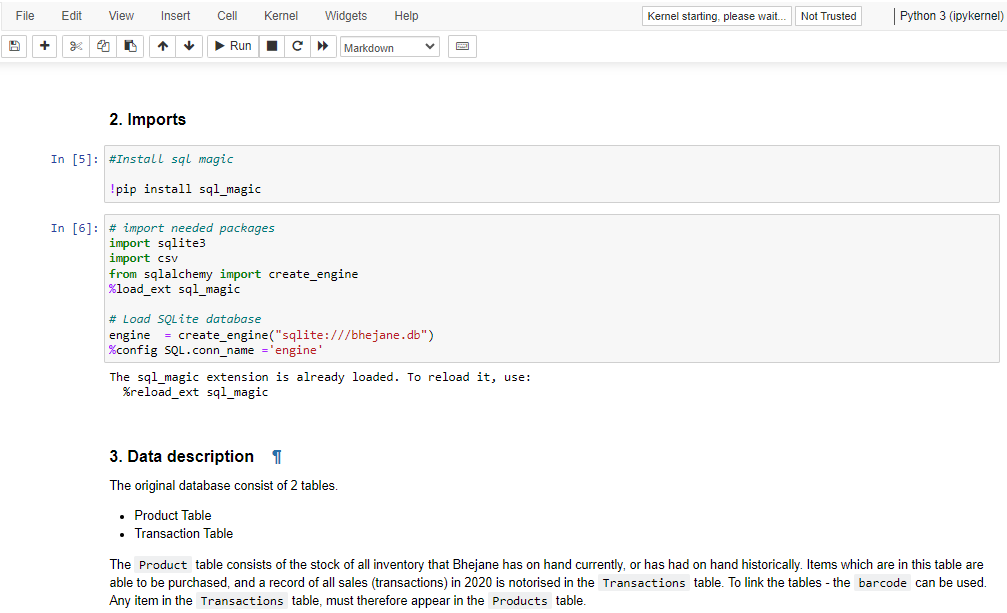 File Edit View Insert Cell Kernel Widgets Help Kernel starting, please wait... Not Trusted Python 3 (ipykernel)
Run Markdown
2. Imports
In [5]: #Install sql magic
!pip install sql_magic
In [6]: # import needed packages
import sqlite3
import csv
from sqlalchemy import create_engine
%load_ext sql_magic
# Load SQLite database
engine  = create_engine("sqlite:///bhejane.db")
%config SQL.conn_name ='engine'
The sql_magic extension is already loaded. To reload it, use:
  %reload_ext sql_magic
3. Data description ¶
The original database consist of 2 tables.
• Product Table
• Transaction Table
The Product table consists of the stock of all inventory that Bhejane has on hand currently, or has had on hand historically. Items which are in this table are
able to be purchased, and a record of all sales (transactions) in 2020 is notorised in the Transactions table. To link the tables - the barcode can be used.
Any item in the Transactions table, must therefore appear in the Products table.